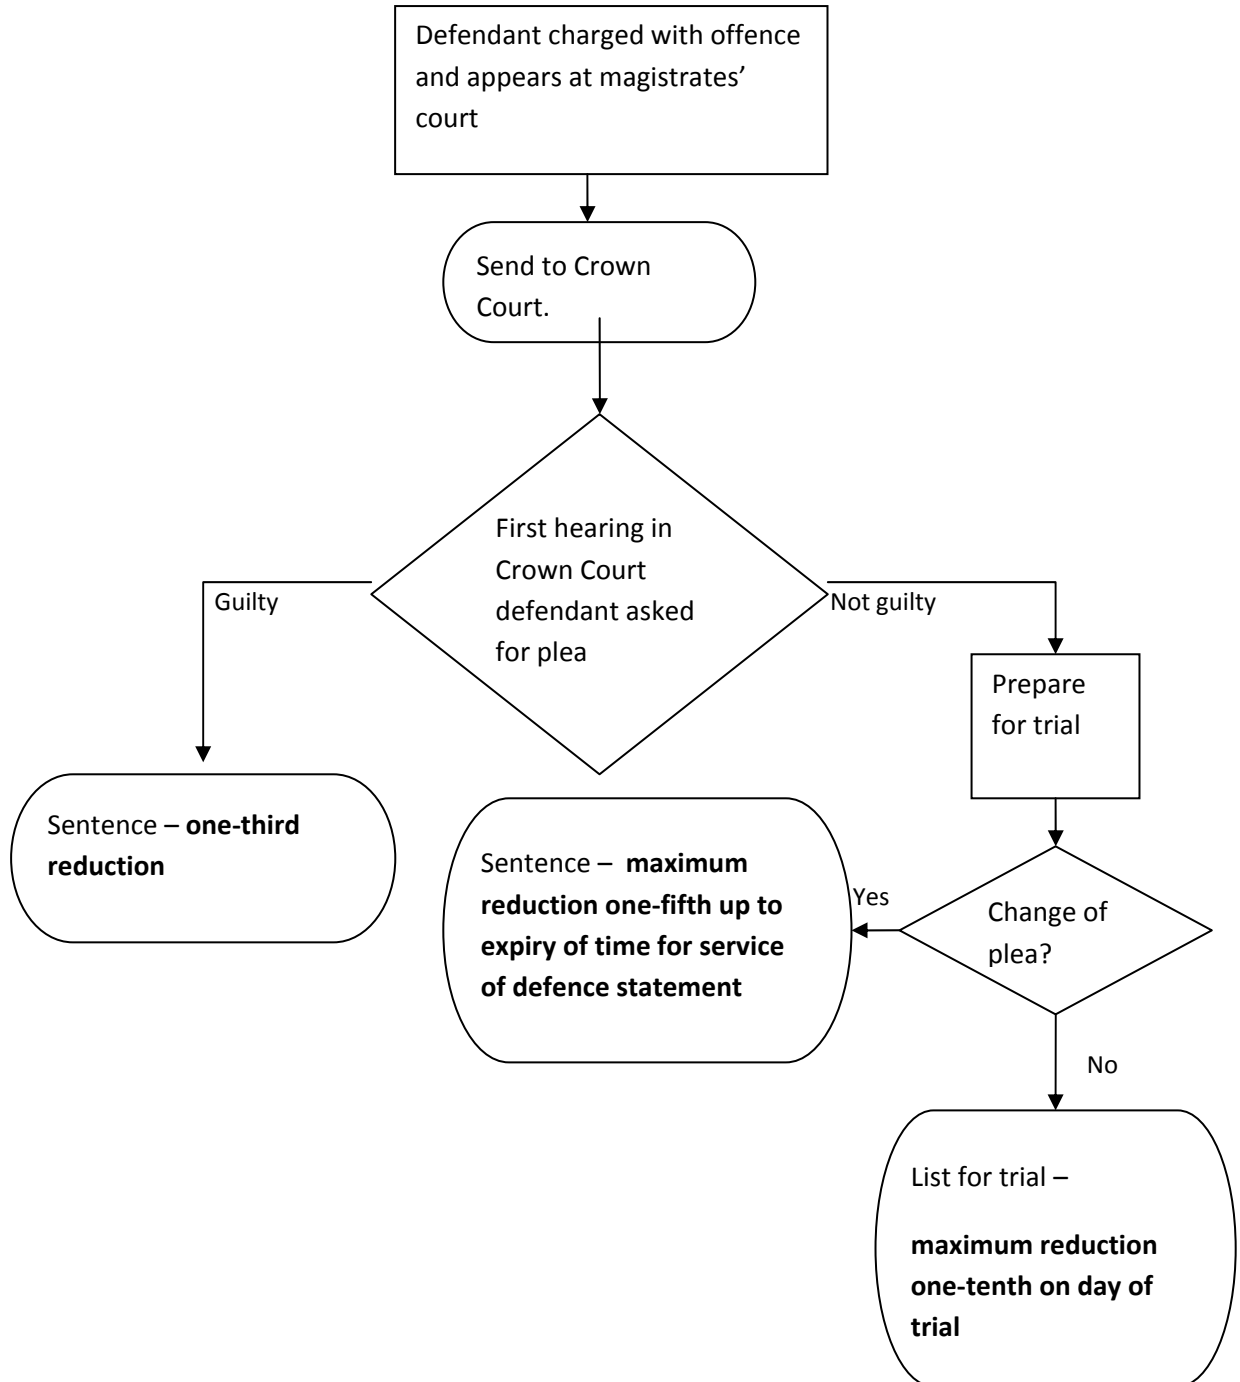 Defendant charged with offence
and appears at magistrates’
court
Send to Crown
Court.
First hearing in
Crown Court
defendant asked
for plea
Guilty
Not guilty
Prepare
for trial
Sentence – one-third
reduction
Sentence –  maximum
reduction one-fifth up to
expiry of time for service
of defence statement
Yes
Change of
plea?
No
List for trial –
maximum reduction
one-tenth on day of
trial